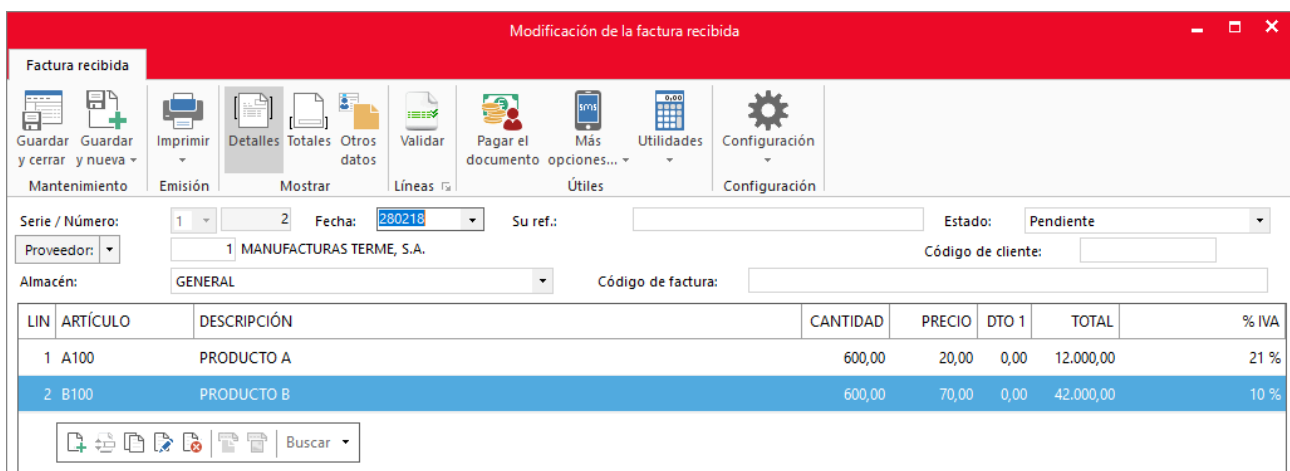 Modificación de la factura recibida
Factura recibida
Guardar y cerrar
Guardar y nueva
Imprimir
Detalles
Totales
Otros datos
Validar
Pagar el documento
sms
Más opciones...
0,00
Utilidades
Configuración
Mantenimiento
Emisión
Mostrar
Líneas
Útiles
Configuración
Serie / Número: 1 2 Fecha: 280218 Su ref.: Estado: Pendiente
Proveedor: 1 MANUFACTURAS TERME, S.A. Código de cliente:
Almacén: GENERAL Código de factura:
LIN ARTÍCULO DESCRIPCIÓN CANTIDAD PRECIO DTO 1 TOTAL % IVA
1 A100 PRODUCTO A 600,00 20,00 0,00 12.000,00 21 %
2 B100 PRODUCTO B 600,00 70,00 0,00 42.000,00 10 %
Buscar